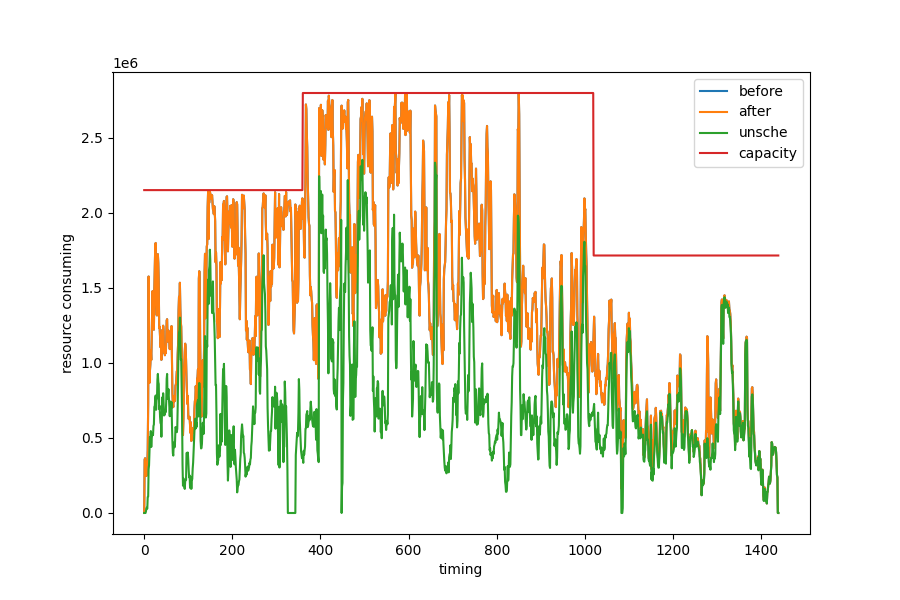 1e6
2.5
2.0
1.5
1.0
0.5
0.0
resource consuming
0 200 400 600 800 1000 1200 1400
timing
before
after
unsche
capacity